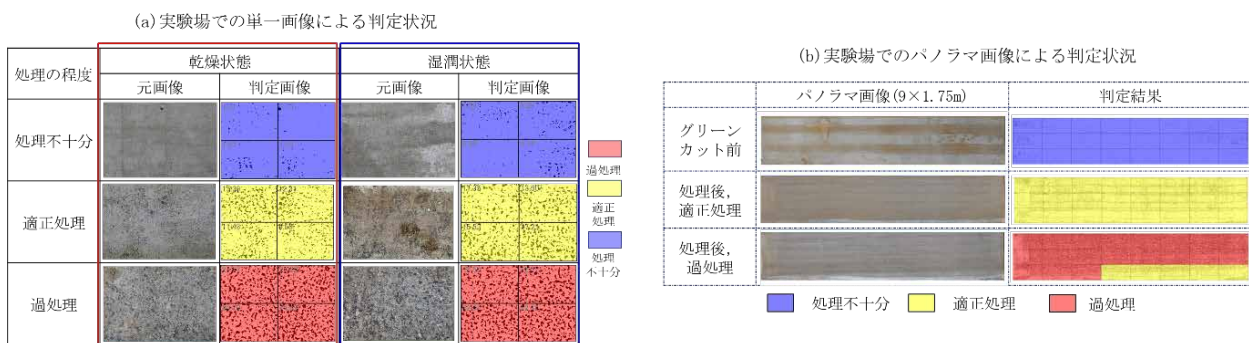 (a)実験場での単一画像による判定状況
処理の程度
乾燥状態
湿潤状態
元画像
判定画像
元画像
判定画像
処理不十分
適正処理
過処理
過処理
適正
処理
処理
不十分
(b)実験場でのパノラマ画像による判定状況
パノラマ画像(9×1.75m)
判定結果
グリーン
カット前
処理後,
適正処理
処理後,
過処理
処理不十分
適正処理
過処理